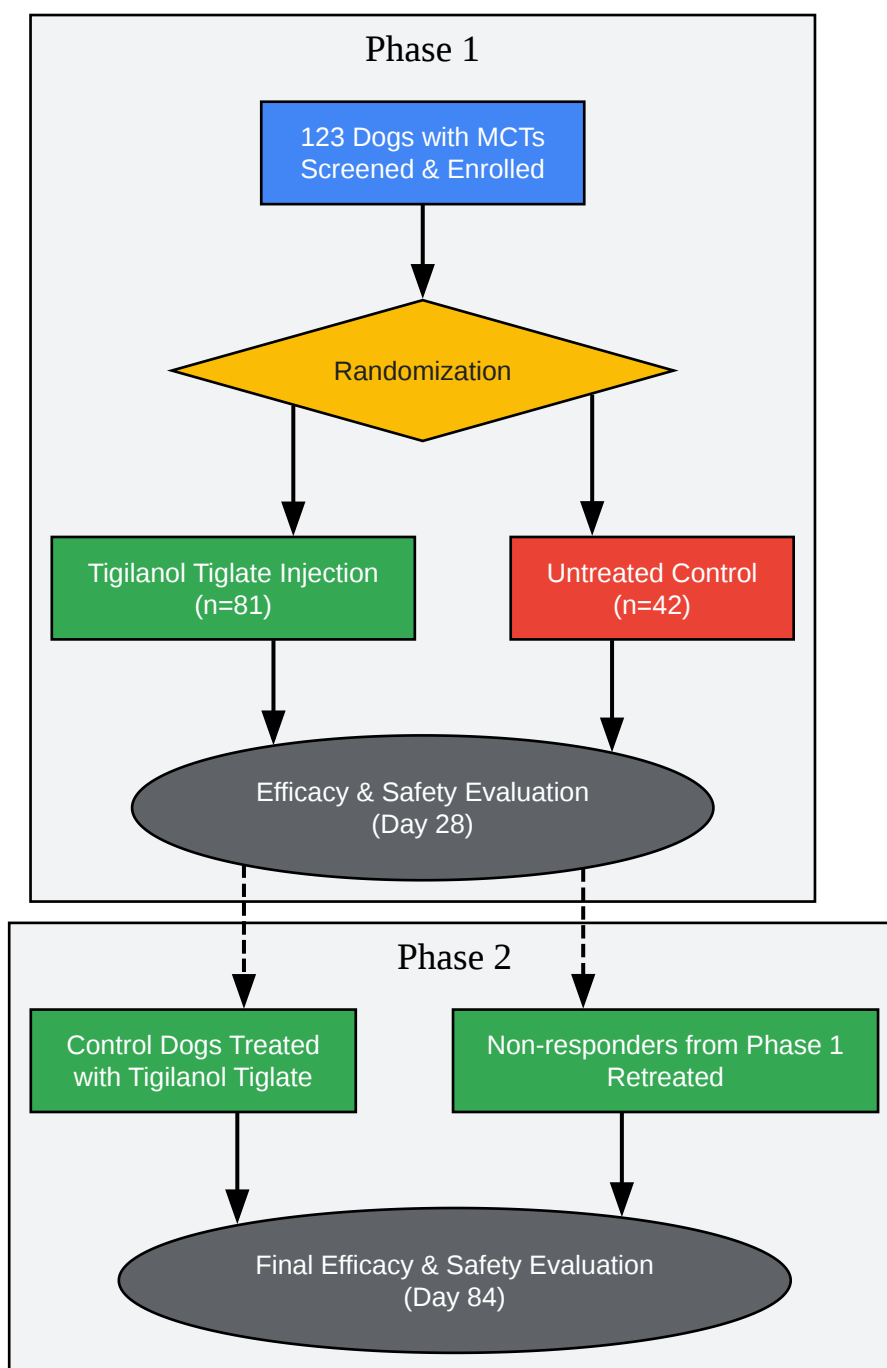 Phase 1
123 Dogs with MCTs
Screened & Enrolled
Randomization
Tigilanol Tiglate Injection
(n=81)
Untreated Control
(n=42)
Efficacy & Safety Evaluation
(Day 28)
Phase 2
Control Dogs Treated
with Tigilanol Tiglate
Non-responders from Phase 1
Retreated
Final Efficacy & Safety Evaluation
(Day 84)